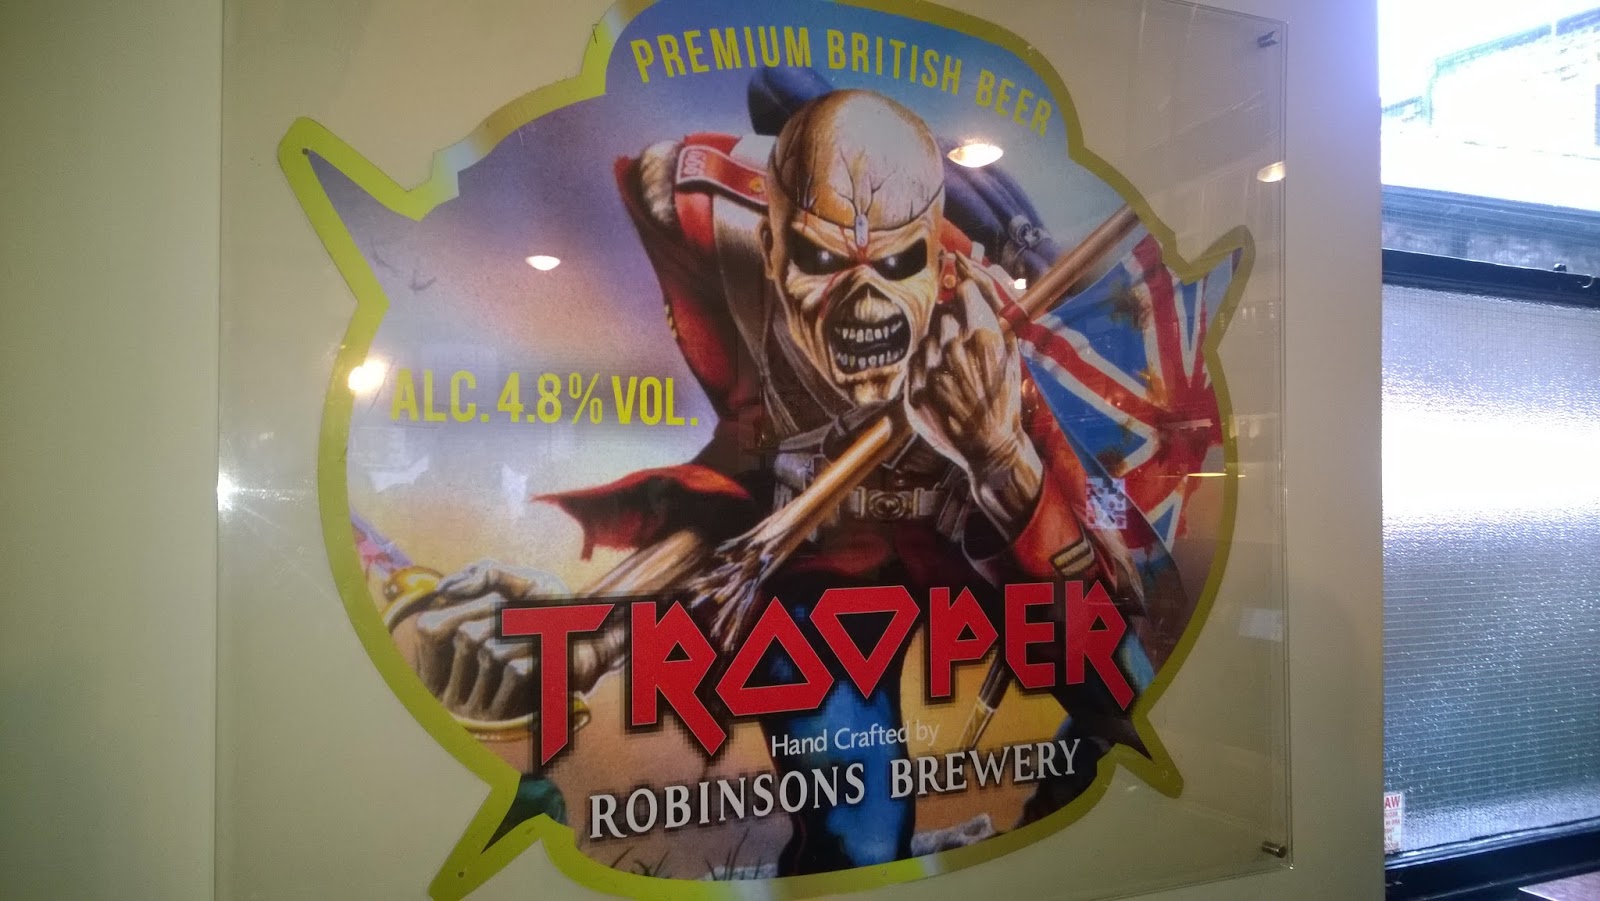 PREMIUM BRITISH BEER
ALC. 4.8% VOL.
TROOPER
Hand Crafted by
ROBINSONS BREWERY